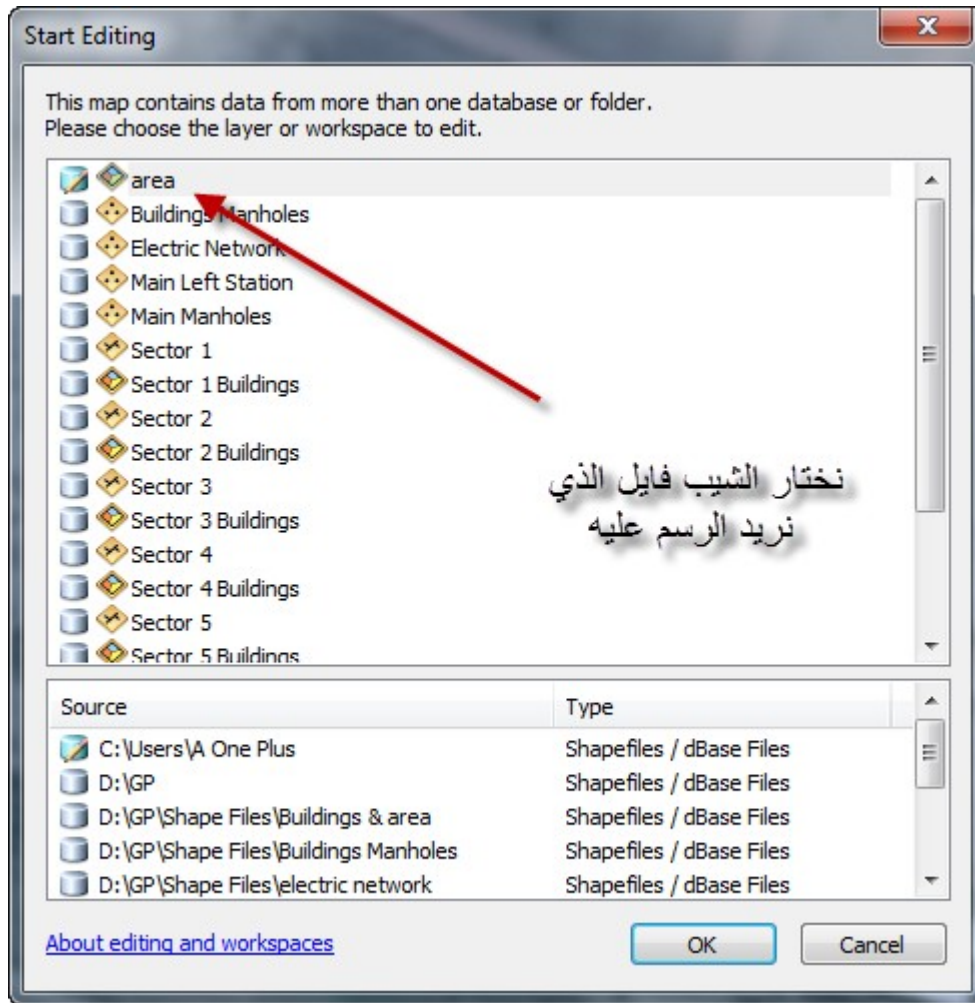 Start Editing
This map contains data from more than one database or folder.
Please choose the layer or workspace to edit.
area
Buildings Manholes
Electric Network
Main Left Station
Main Manholes
Sector 1
Sector 1 Buildings
Sector 2
Sector 2 Buildings
Sector 3
Sector 3 Buildings
Sector 4
Sector 4 Buildings
Sector 5
Sector 5 Buildings
نختار الشيب فايل الذي
نريد الرسم عليه
Source Type
C:\Users\A One Plus Shapefiles / dBase Files
D:\GP Shapefiles / dBase Files
D:\GP\Shape Files\Buildings & area Shapefiles / dBase Files
D:\GP\Shape Files\Buildings Manholes Shapefiles / dBase Files
D:\GP\Shape Files\electric network Shapefiles / dBase Files
About editing and workspaces OK Cancel